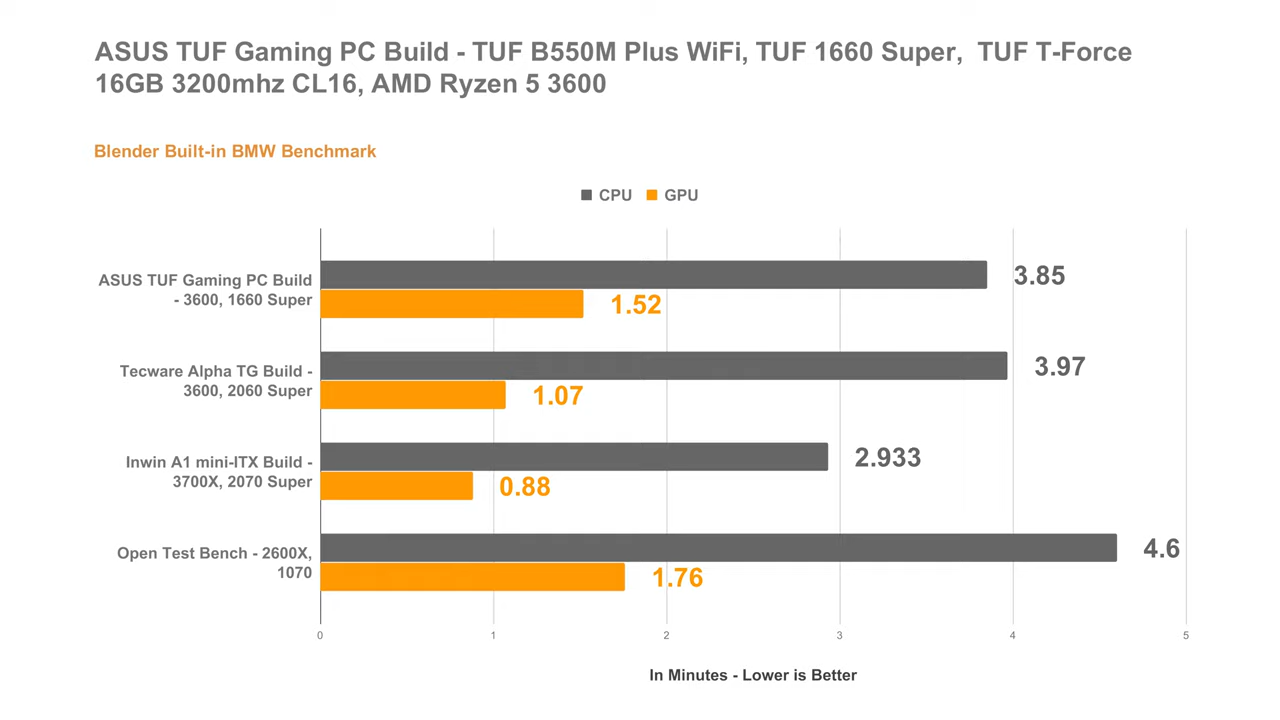 ASUS TUF Gaming PC Build - TUF B550M Plus WiFi, TUF 1660 Super, TUF T-Force
16GB 3200mhz CL16, AMD Ryzen 5 3600
Blender Built-in BMW Benchmark
CPU GPU
ASUS TUF Gaming PC Build
- 3600, 1660 Super
3.85
1.52
Tecware Alpha TG Build -
3600, 2060 Super
3.97
1.07
Inwin A1 mini-ITX Build -
3700X, 2070 Super
2.933
0.88
Open Test Bench - 2600X,
1070
4.6
1.76
0 1 2 3 4 5
In Minutes - Lower is Better